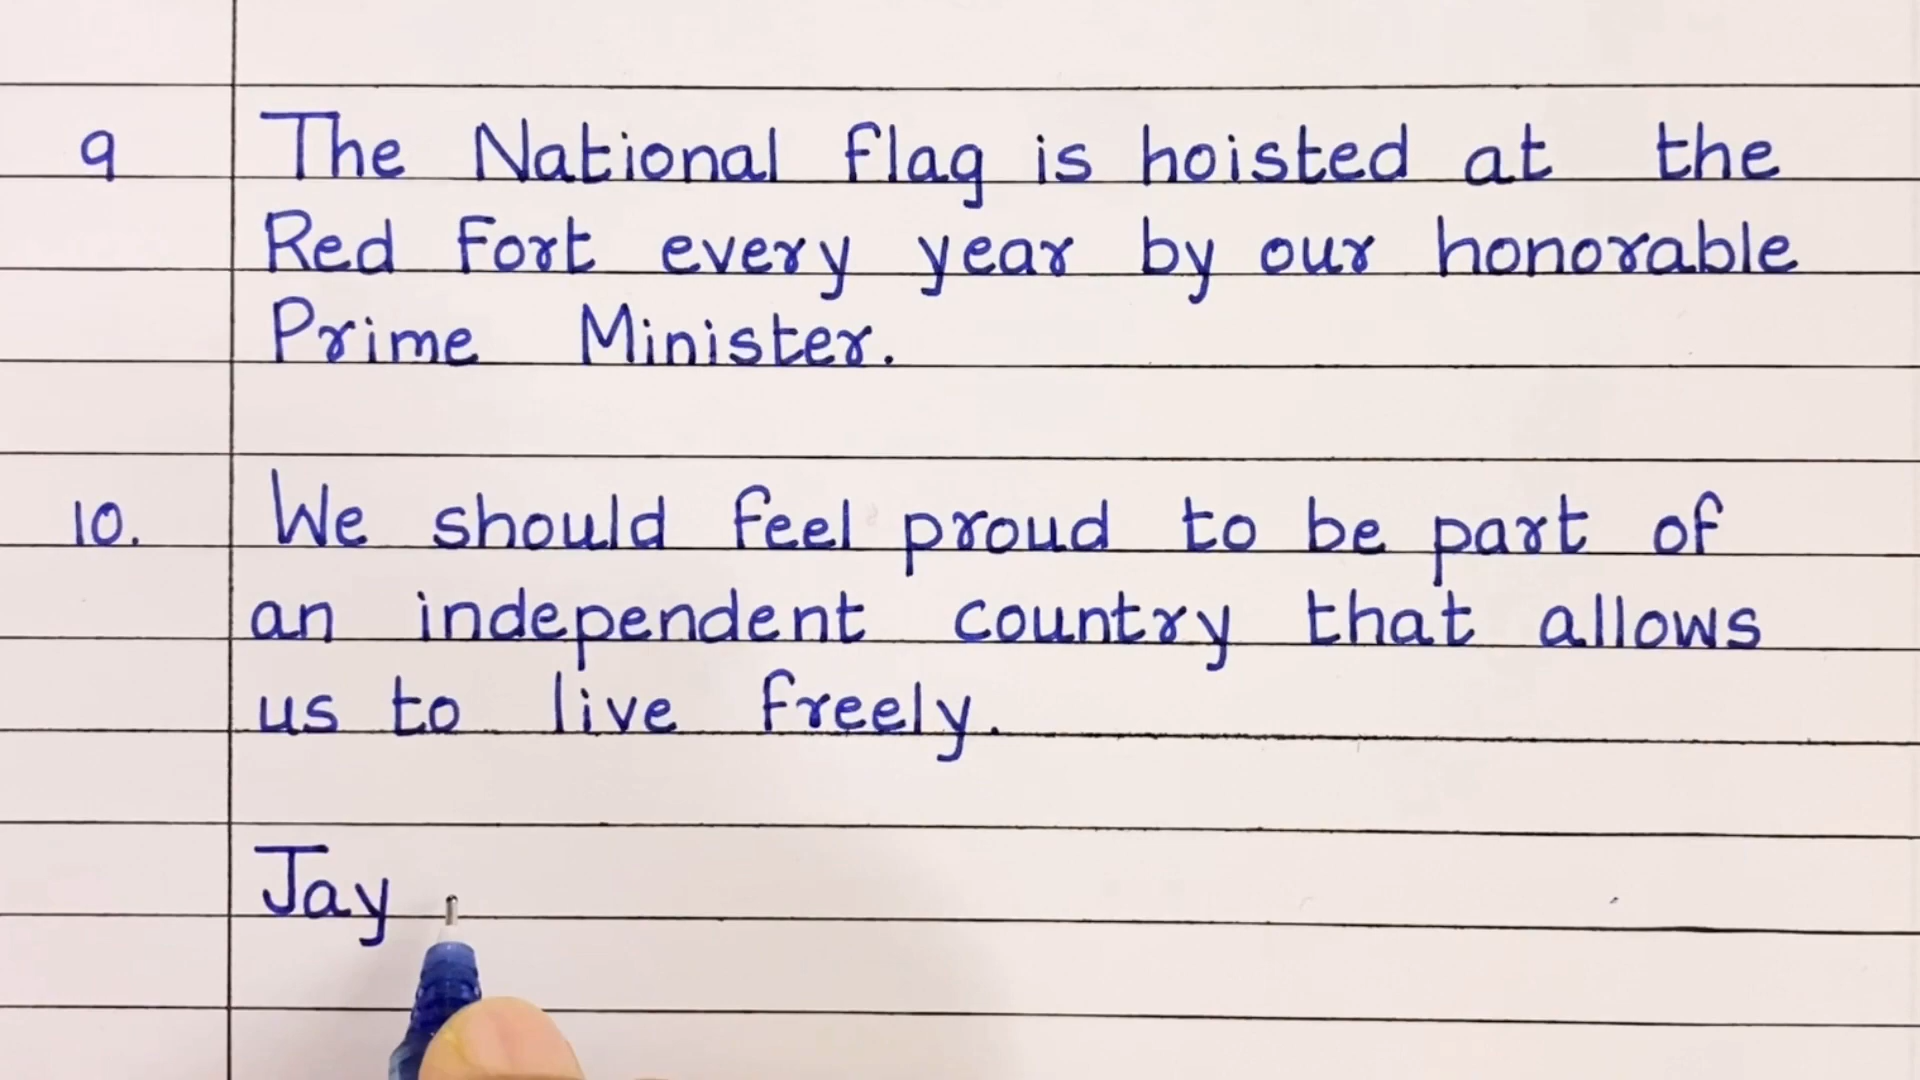 9 The National flag is hoisted at the
Red Fort every year by our honorable
Prime Minister.
10. We should feel proud to be part of
an independent country that allows
us to live freely.
Jay